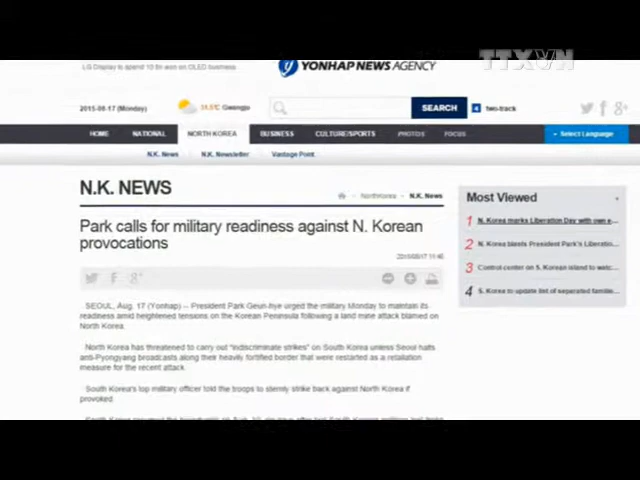 TTXVN
LG Display to spend 10 tln won on OLED business
YONHAP NEWS AGENCY
2015-08-17 (Monday)
Gwangju
SEARCH
two-track
HOME NATIONAL NORTH KOREA BUSINESS CULTURE/SPORTS PHOTOS FOCUS
Select Language
N.K. News N.K. Newsletter Vantage Point
N.K. NEWS
Northkorea > N.K. News
Most Viewed
Park calls for military readiness against N. Korean
provocations
1 N. Korea marks Liberation Day with own e...
2 N. Korea blasts President Park's Liberatio...
3 Control center on S. Korean island to watc...
4 S. Korea to update list of separated familie...
SEOUL, Aug. 17 (Yonhap) -- President Park Geun-hye urged the military Monday to maintain its
readiness amid heightened tensions on the Korean Peninsula following a land mine attack blamed on
North Korea.
North Korea has threatened to carry out "indiscriminate strikes" on South Korea unless Seoul halts
anti-Pyongyang broadcasts along their heavily fortified border that were restarted as a retaliation
measure for the recent attack.
South Korea's top military officer told the troops to sternly strike back against North Korea if
provoked.